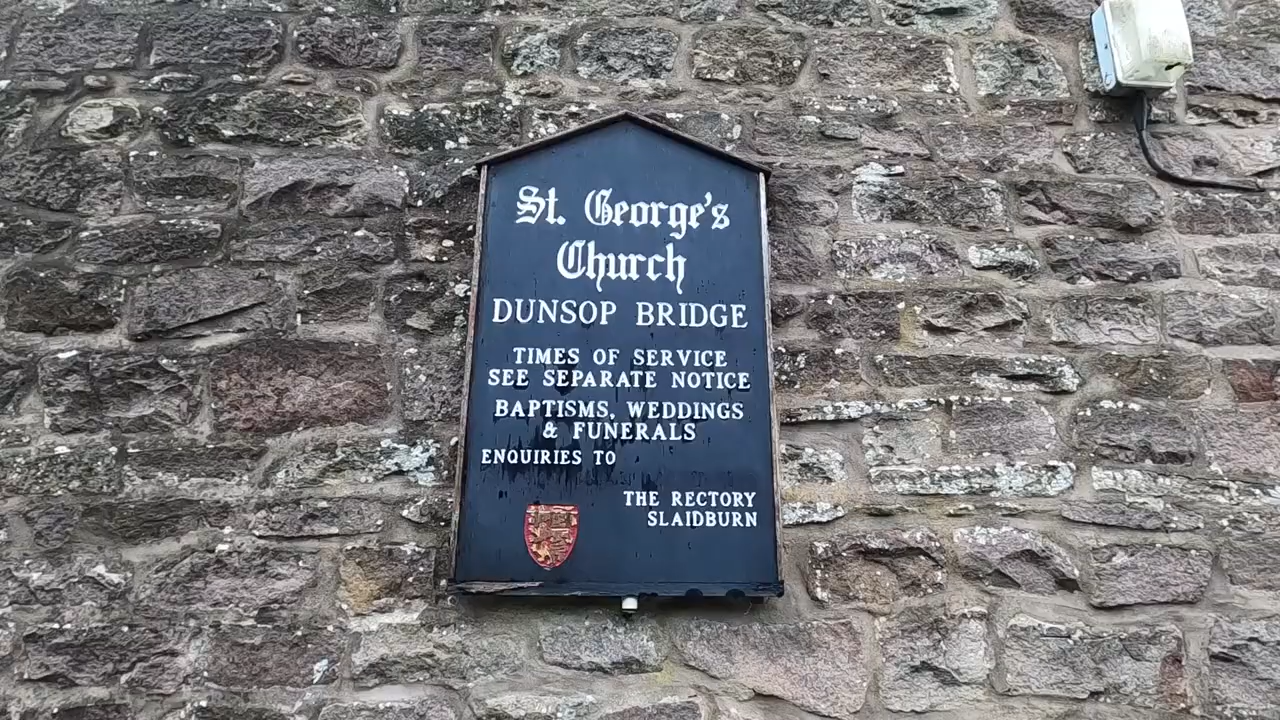 St. George's
Church
DUNSOP BRIDGE
TIMES OF SERVICE
SEE SEPARATE NOTICE
BAPTISMS, WEDDINGS
& FUNERALS
ENQUIRIES TO
THE RECTORY
SLAIDBURN